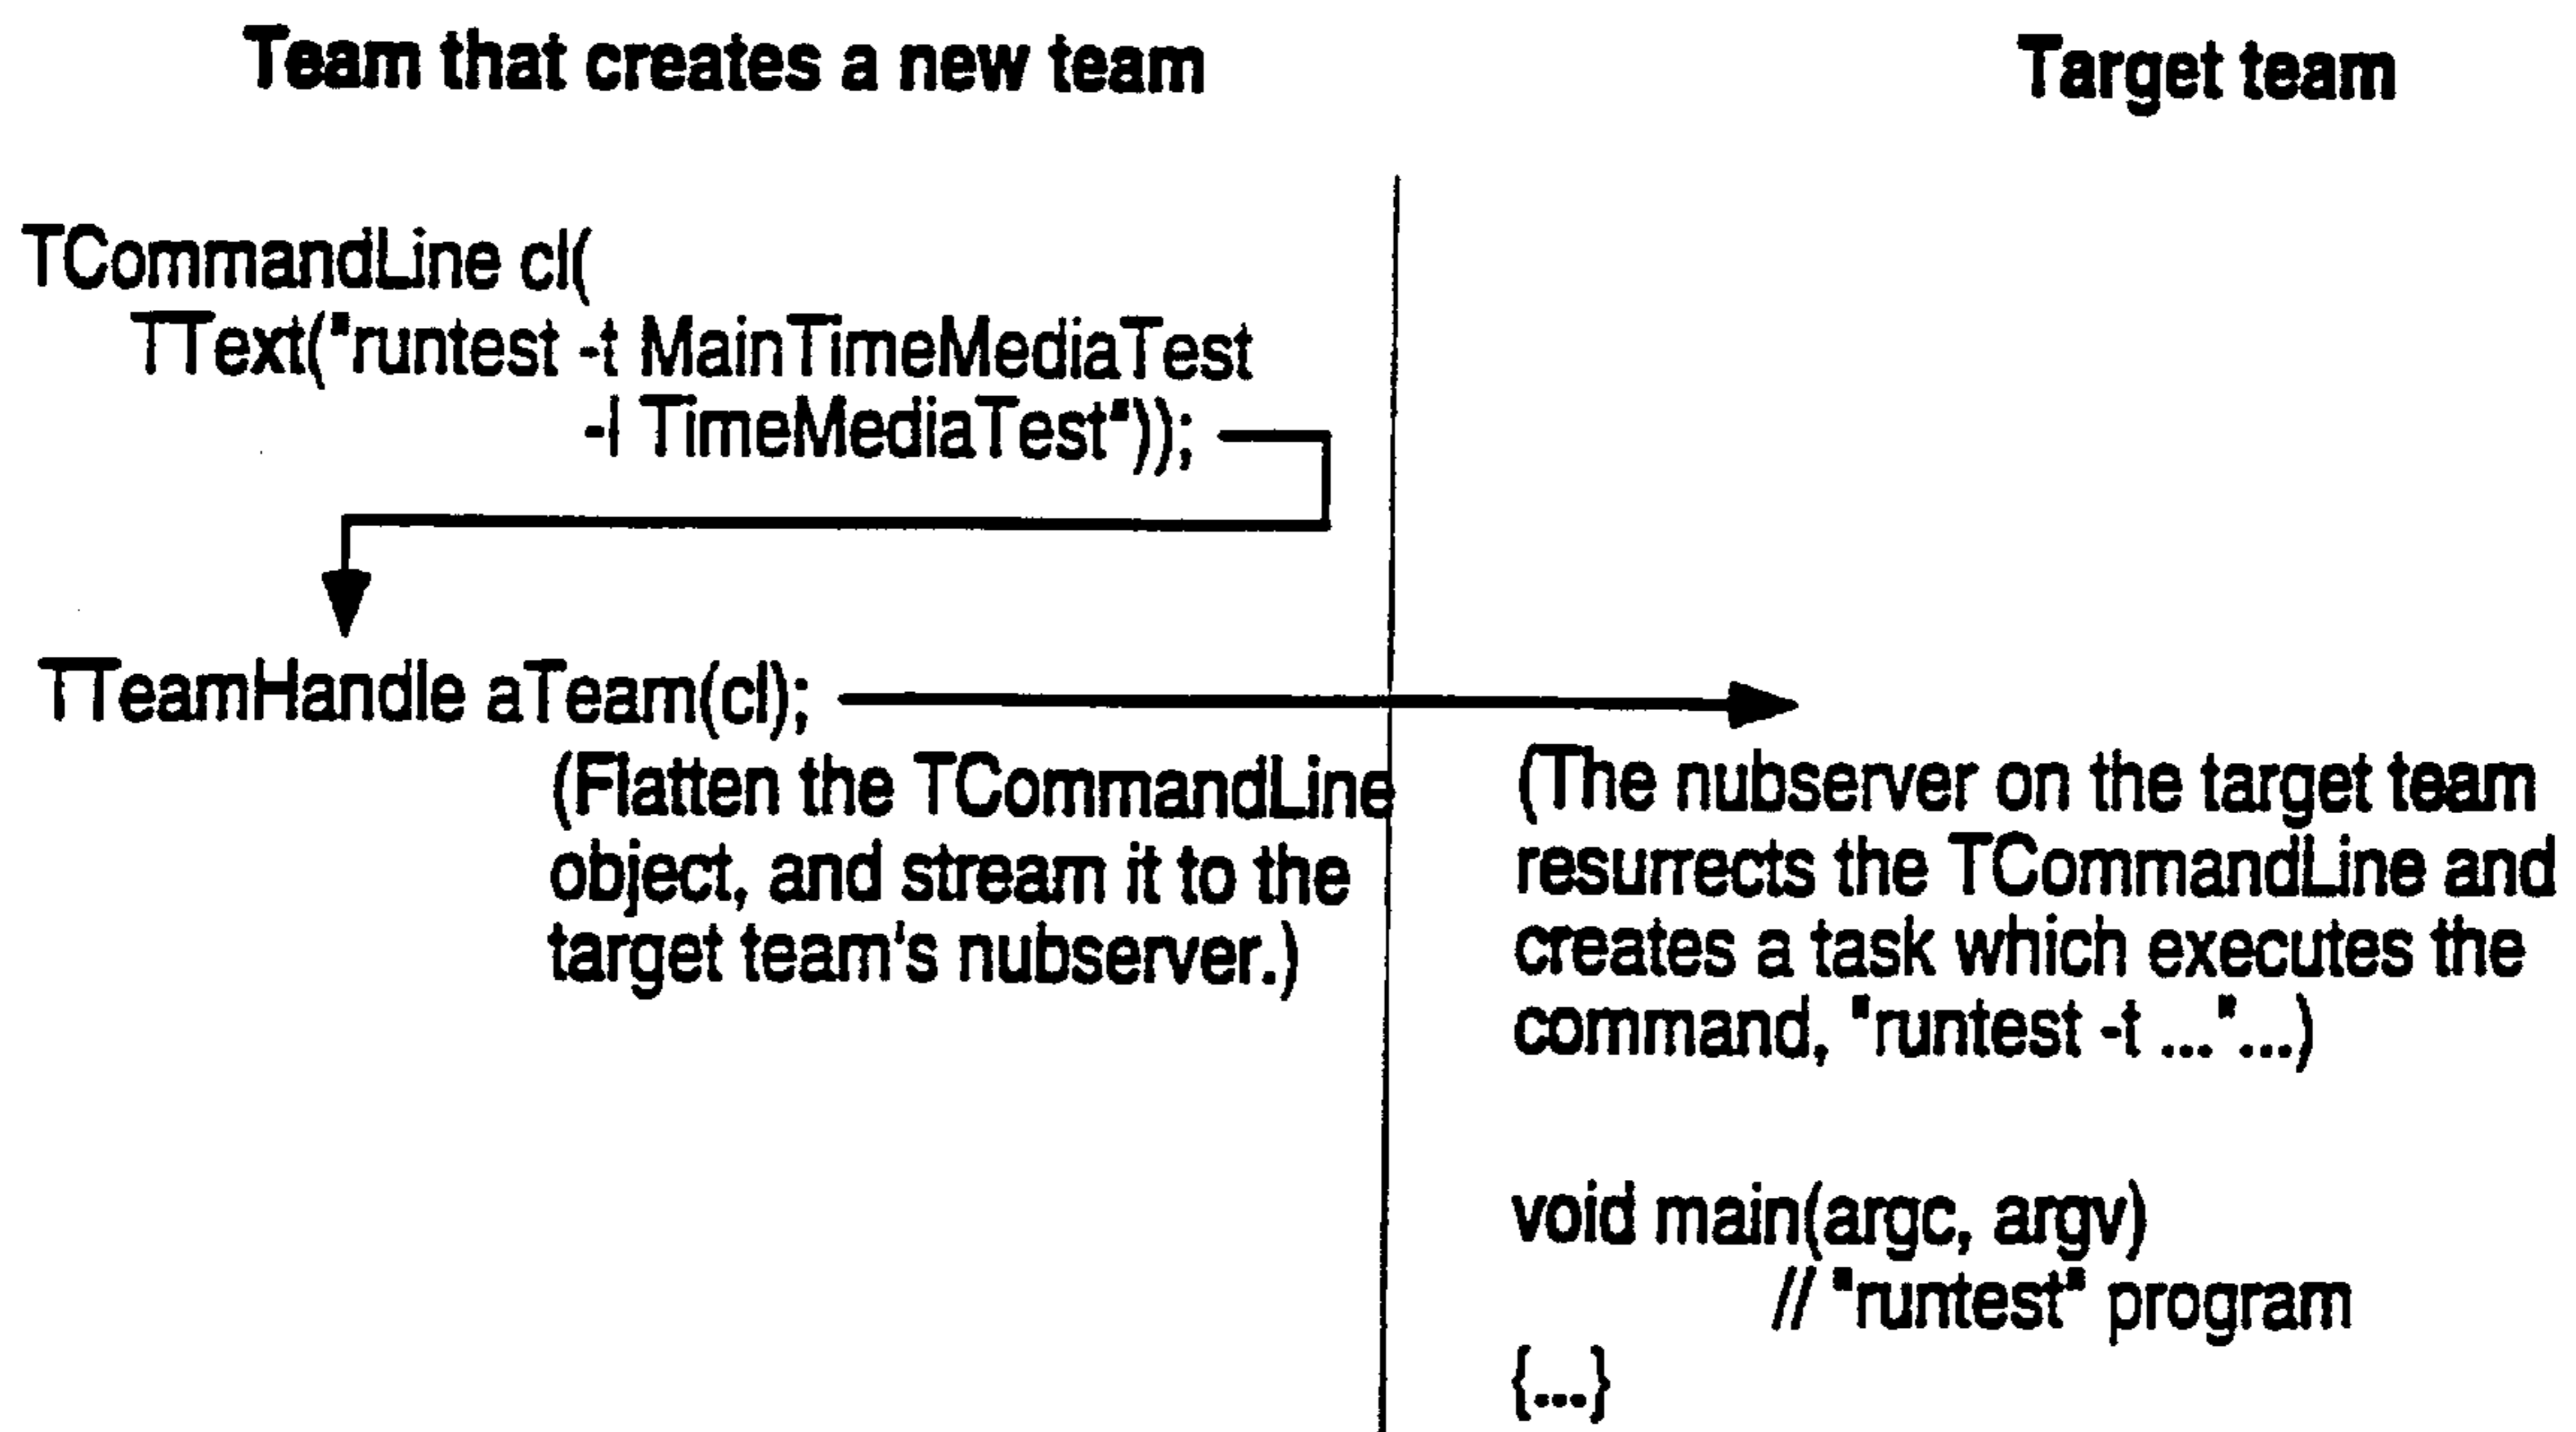 Team that creates a new team
Target team
TCommandLine cl(
TText("runtest -t MainTimeMediaTest
-l TimeMediaTest"));
TTeamHandle aTeam(cl);
(Flatten the TCommandLine
object, and stream it to the
target team's nubserver.)
(The nubserver on the target team
resurrects the TCommandLine and
creates a task which executes the
command, "runtest -t ..."...)
void main(argc, argv)
// "runtest" program
{...}